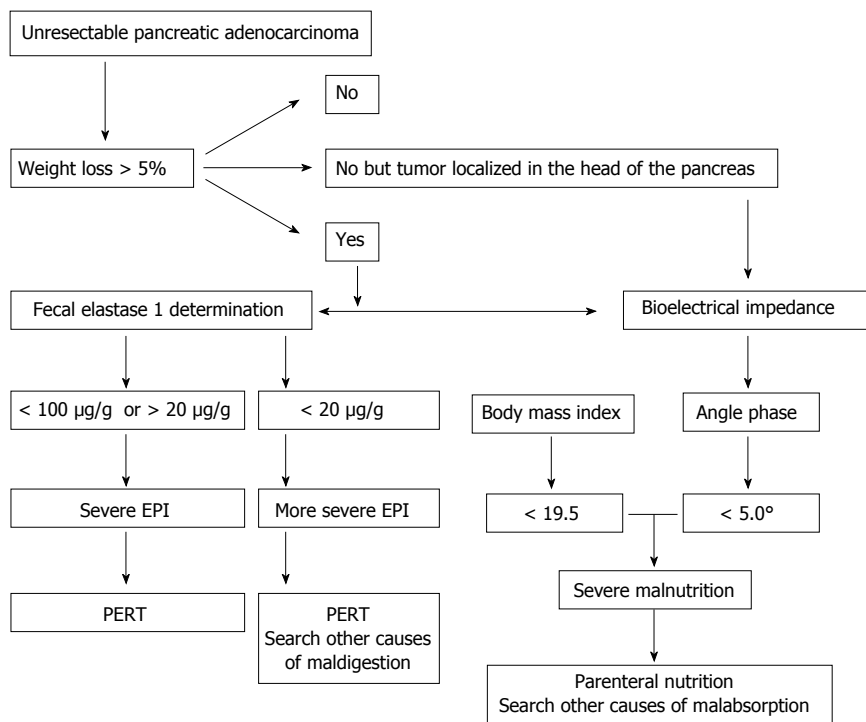 Unresectable pancreatic adenocarcinoma
No
Weight loss > 5%
No but tumor localized in the head of the pancreas
Yes
Fecal elastase 1 determination
Bioelectrical impedance
< 100 µg/g or > 20 µg/g
< 20 µg/g
Body mass index
Angle phase
Severe EPI
More severe EPI
< 19.5
< 5.0°
Severe malnutrition
PERT
PERT
Search other causes
of maldigestion
Parenteral nutrition
Search other causes of malabsorption